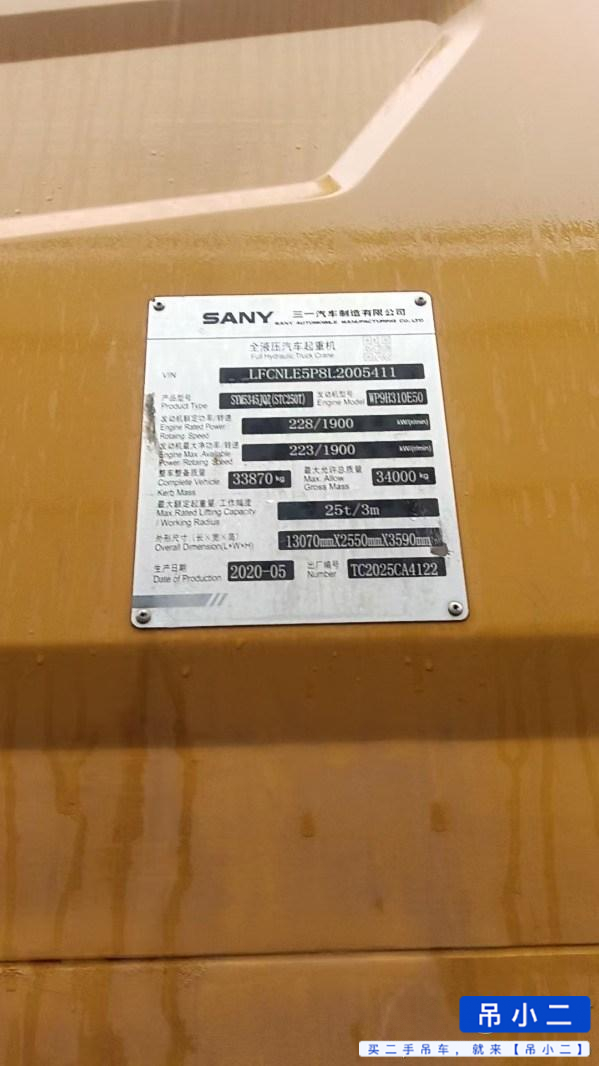 SANY 三一汽车制造有限公司
SANY AUTOMOBILE MANUFACTURING CO., LTD
全液压汽车起重机
Full Hydraulic Truck Crane
VIN LFCNLE5P8L2005411
产品型号 SYM5345JQZ(STC250T) 发动机型号 WP9H310E50
Product Type Engine Model
发动机额定功率/转速 228/1900 kW/(r/min)
Engine Rated Power
Rotaing Speed
发动机最大净功率/转速 223/1900 kW/(r/min)
Engine Max .Available
Power /Rotaing Speed
整车整备质量 33870 kg 最大允许总质量 34000 kg
Complete Vehicle Max. Allow
Kerb Mass Gross Mass
最大额定起重量/工作幅度 25t/3m
Max.Rated Lifting Capacity
/ Working Radius
外形尺寸(长×宽×高) 13070mmX2550mmX3590mm
Overall Dimension(L×W×H)
生产日期 2020-05 出厂编号 TC2025CA4122
Date of Production Number
吊小二
买二手吊车，就来【吊小二】